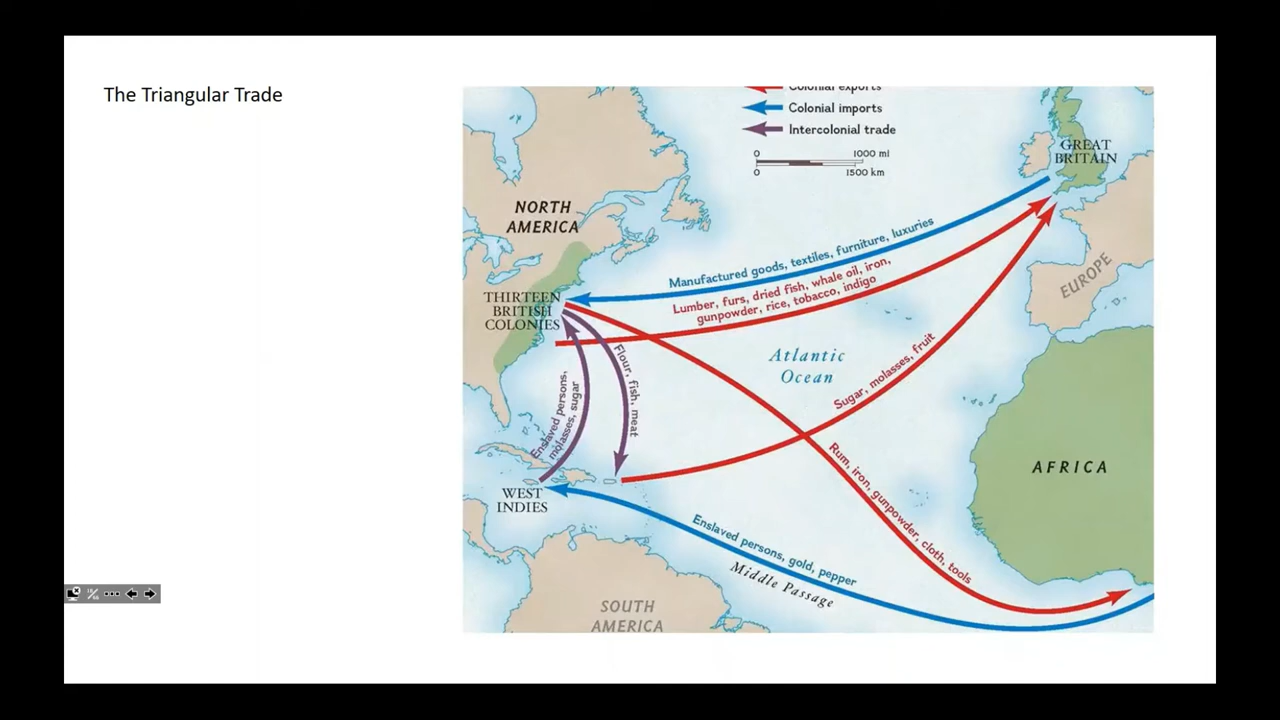 The Triangular Trade
Colonial exports
Colonial imports
Intercolonial trade
0 1000 mi
0 1500 km
GREAT
BRITAIN
NORTH
AMERICA
Manufactured goods, textiles, furniture, luxuries
Lumber, furs, dried fish, whale oil, iron,
gunpowder, rice, tobacco, indigo
THIRTEEN
BRITISH
COLONIES
EUROPE
Atlantic
Ocean
Flour, fish, meat
Enslaved persons,
molasses, sugar
Sugar, molasses, fruit
Rum, iron, gunpowder, cloth, tools
AFRICA
WEST
INDIES
Enslaved persons, gold, pepper
Middle Passage
SOUTH
AMERICA